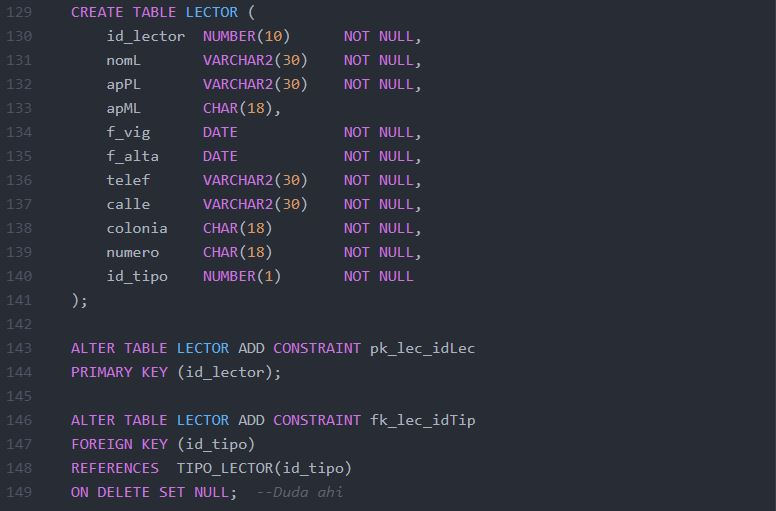 129 CREATE TABLE LECTOR (
130 id_lector NUMBER(10) NOT NULL,
131 nomL VARCHAR2(30) NOT NULL,
132 apPL VARCHAR2(30) NOT NULL,
133 apML CHAR(18),
134 f_vig DATE NOT NULL,
135 f_alta DATE NOT NULL,
136 telef VARCHAR2(30) NOT NULL,
137 calle VARCHAR2(30) NOT NULL,
138 colonia CHAR(18) NOT NULL,
139 numero CHAR(18) NOT NULL,
140 id_tipo NUMBER(1) NOT NULL
141 );
142
143 ALTER TABLE LECTOR ADD CONSTRAINT pk_lec_idLec
144 PRIMARY KEY (id_lector);
145
146 ALTER TABLE LECTOR ADD CONSTRAINT fk_lec_idTip
147 FOREIGN KEY (id_tipo)
148 REFERENCES TIPO_LECTOR(id_tipo)
149 ON DELETE SET NULL; --Duda ahi